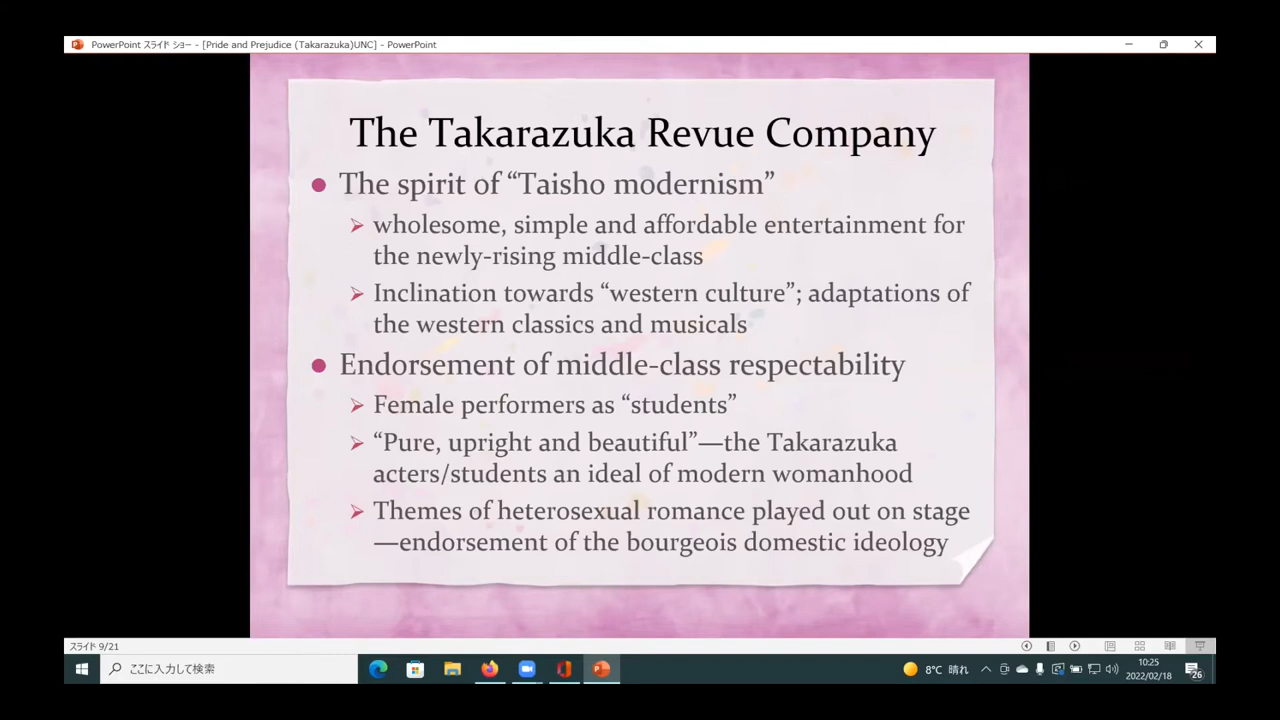 PowerPoint スライド ショー - [Pride and Prejudice (Takarazuka)UNC] - PowerPoint
The Takarazuka Revue Company
The spirit of “Taisho modernism”
wholesome, simple and affordable entertainment for
the newly-rising middle-class
Inclination towards “western culture”; adaptations of
the western classics and musicals
Endorsement of middle-class respectability
Female performers as “students”
“Pure, upright and beautiful”—the Takarazuka
acters/students an ideal of modern womanhood
Themes of heterosexual romance played out on stage
—endorsement of the bourgeois domestic ideology
スライド 9/21
ここに入力して検索
8°C 晴れ
10:25
2022/02/18
26